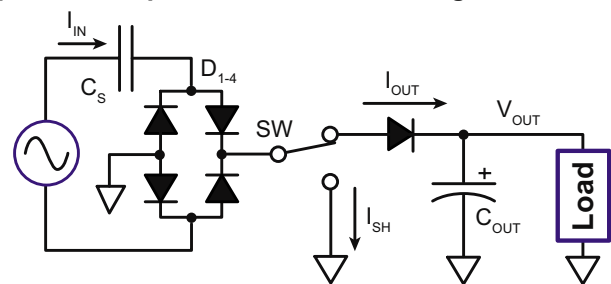 I_IN
C_S
D_1-4
SW
I_OUT
V_OUT
I_SH
+
C_OUT
Load